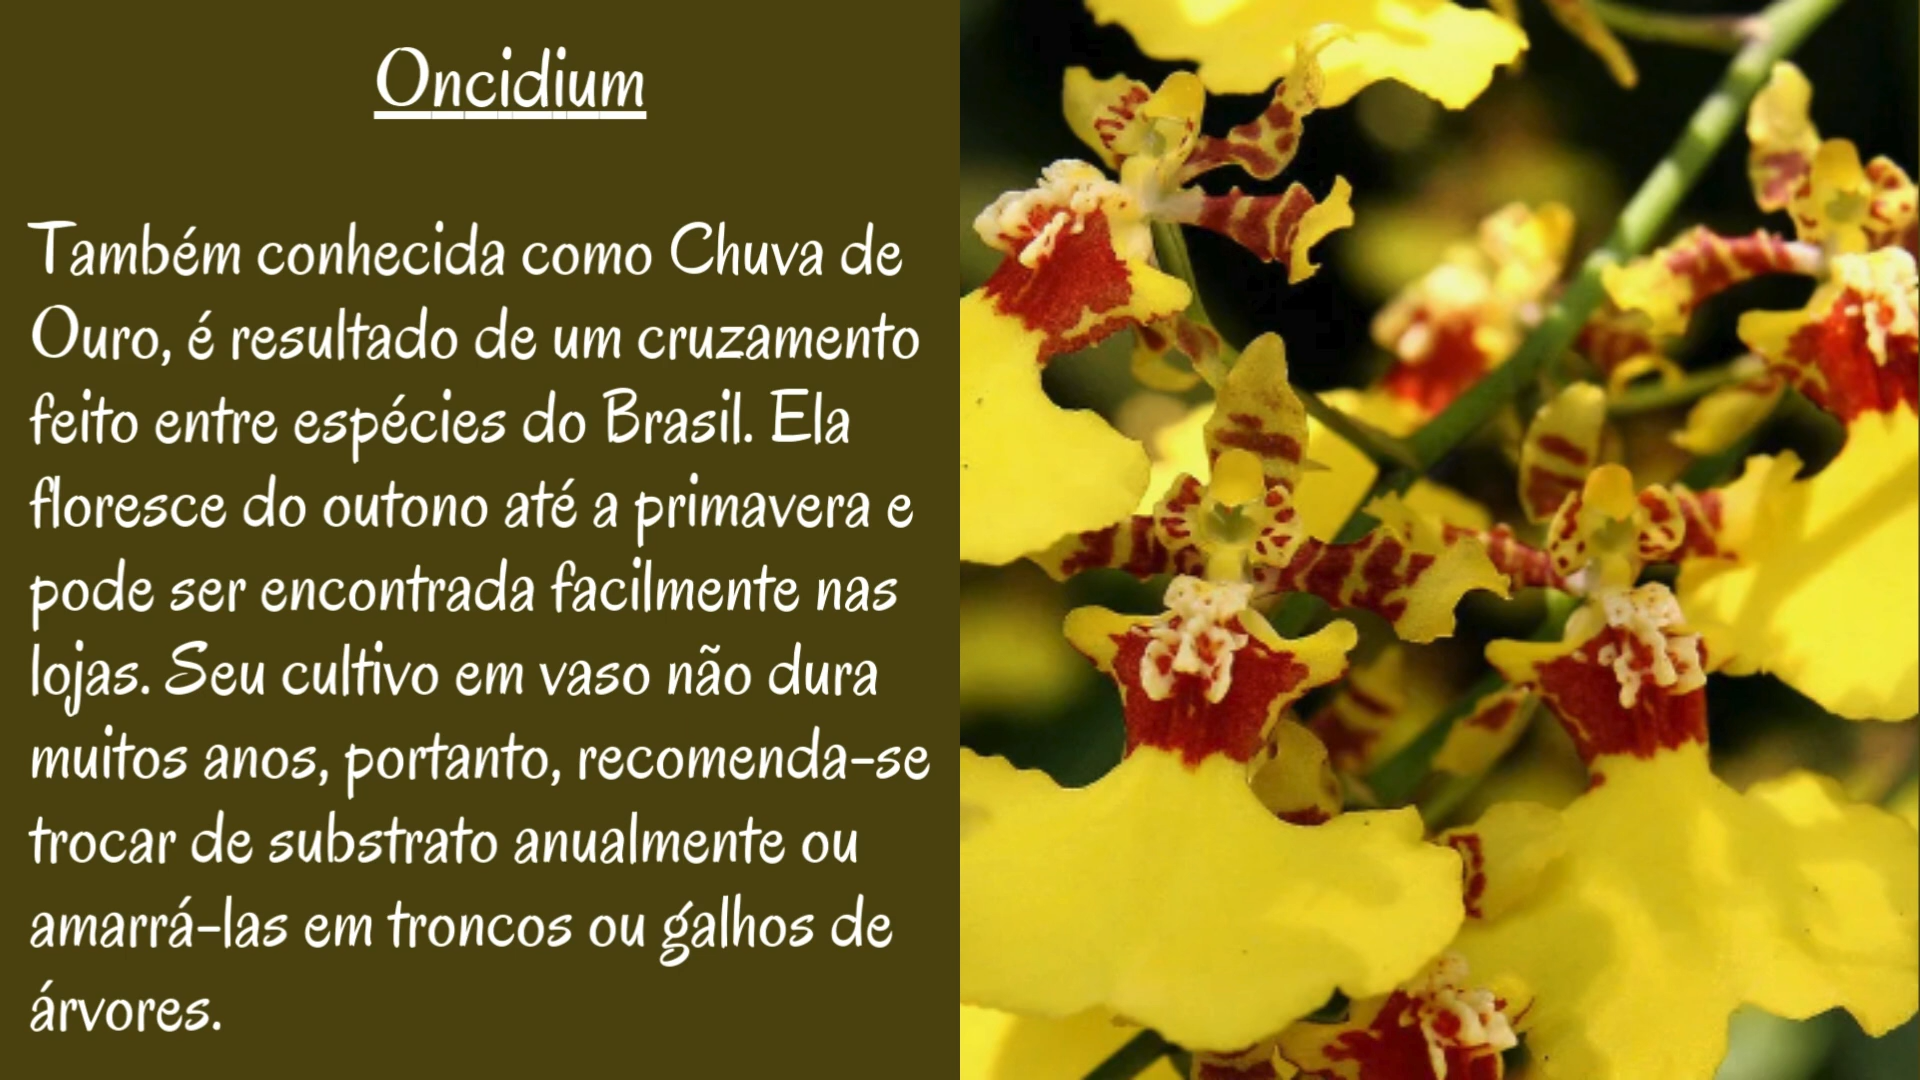 Oncidium
Também conhecida como Chuva de
Ouro, é resultado de um cruzamento
feito entre espécies do Brasil. Ela
floresce do outono até a primavera e
pode ser encontrada facilmente nas
lojas. Seu cultivo em vaso não dura
muitos anos, portanto, recomenda-se
trocar de substrato anualmente ou
amarrá-las em troncos ou galhos de
árvores.